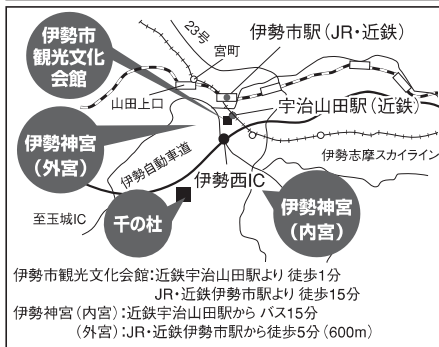 伊勢市
観光文化
会館
23号
宮町
伊勢市駅(JR・近鉄)
山田上口
宇治山田駅(近鉄)
伊勢神宮
(外宮)
伊勢自動車道
伊勢西IC
伊勢志摩スカイライン
至玉城IC
千の杜
伊勢神宮
(内宮)
伊勢市観光文化会館:近鉄宇治山田駅より 徒歩1分
JR・近鉄伊勢市駅より 徒歩15分
伊勢神宮(内宮):近鉄宇治山田駅から バス15分
(外宮):JR・近鉄伊勢市駅から徒歩5分(600m)